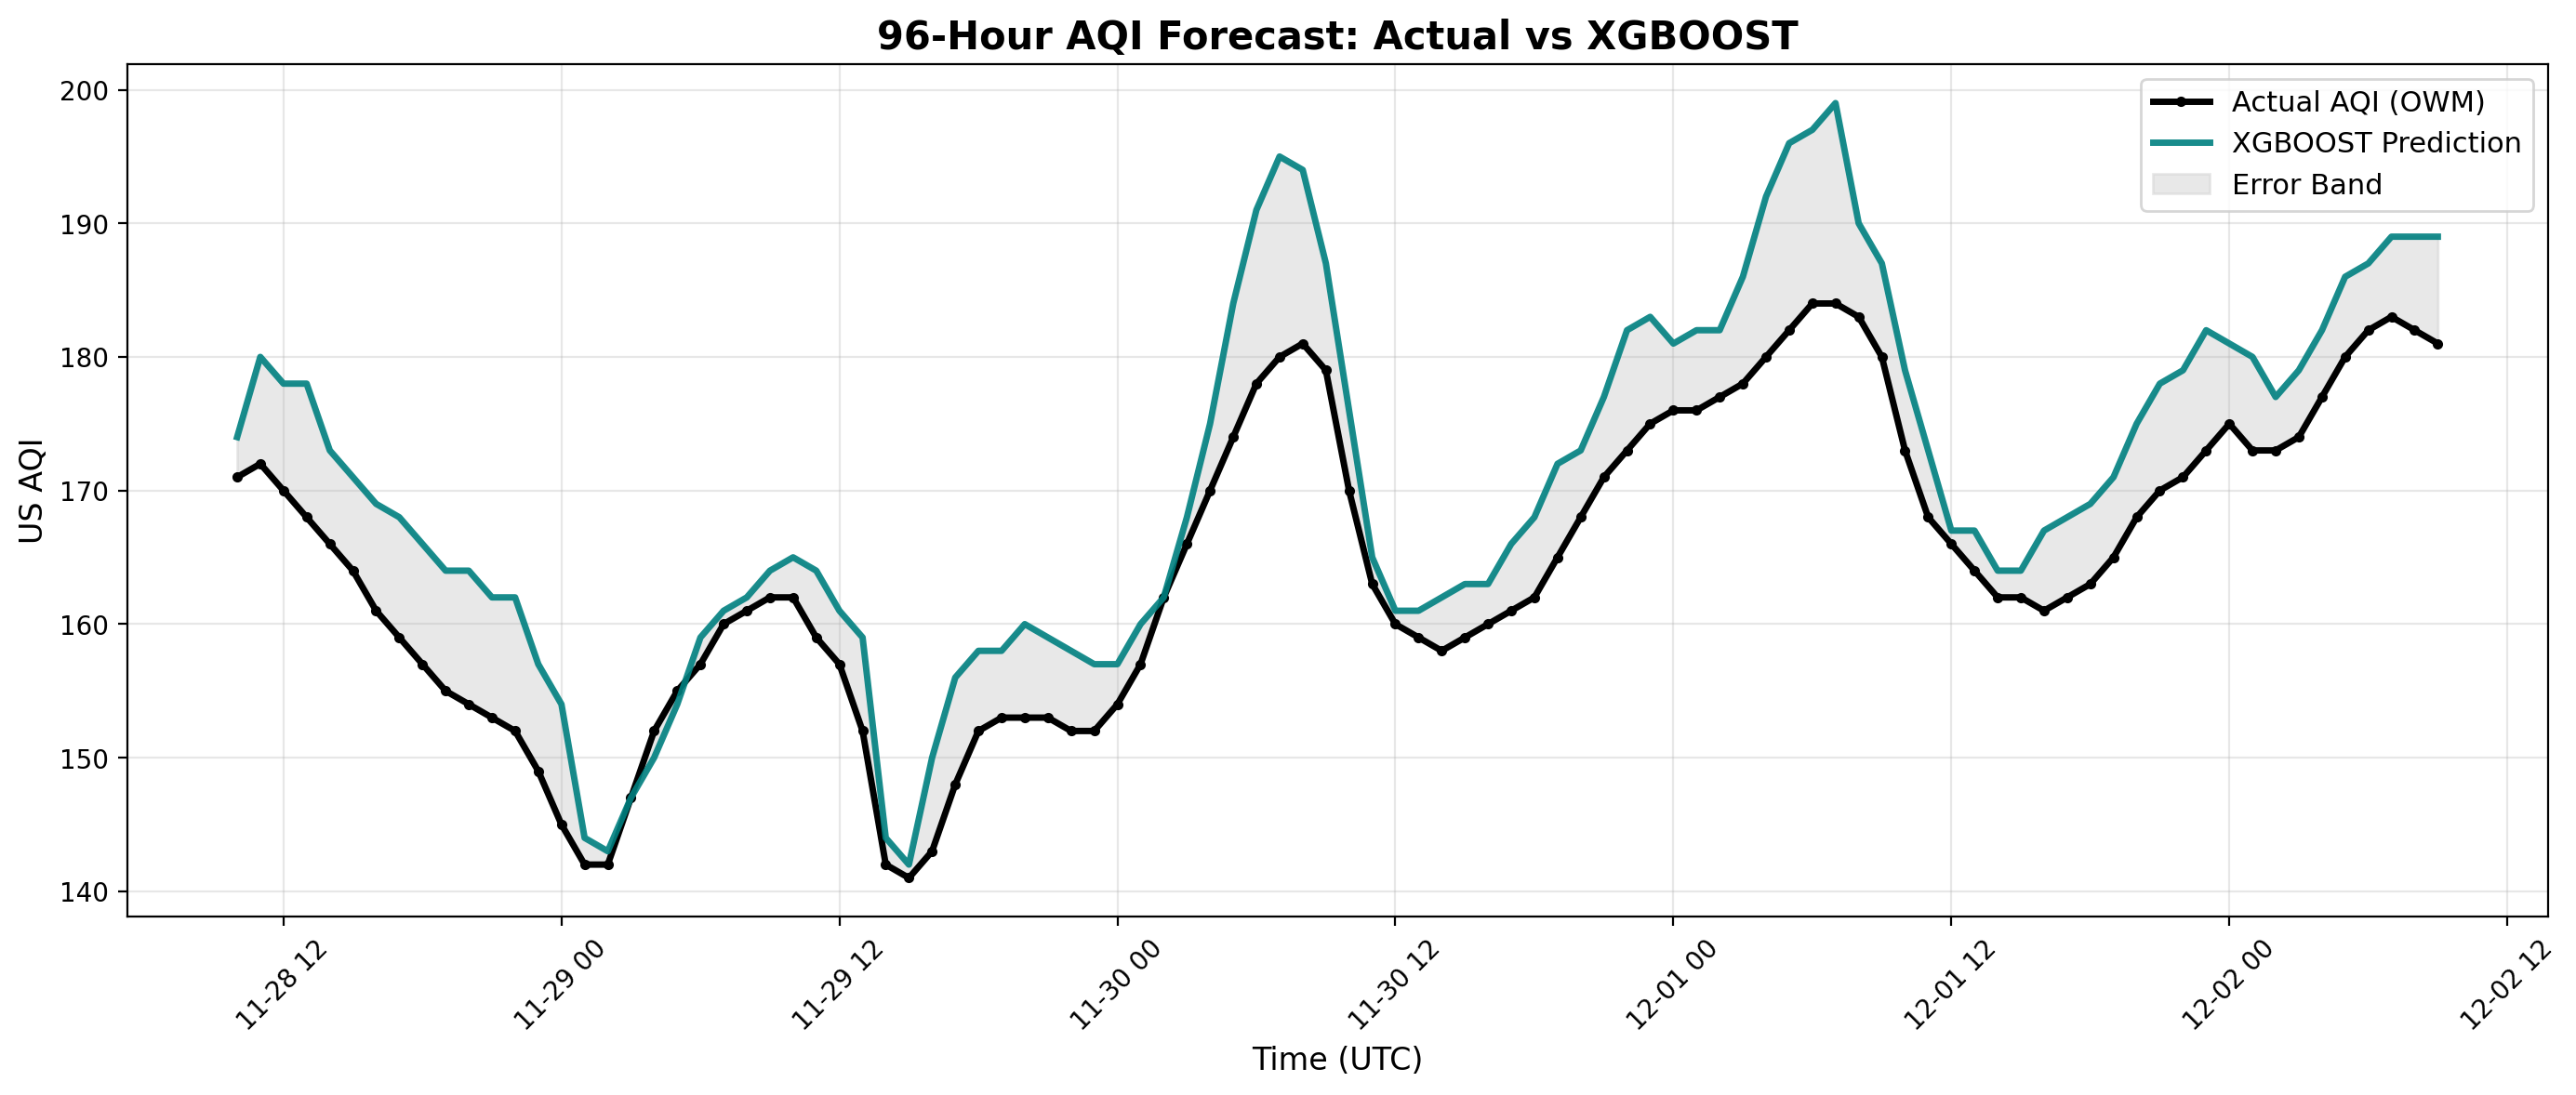 96-Hour AQI Forecast: Actual vs XGBOOST
Actual AQI (OWM)
XGBOOST Prediction
Error Band
US AQI
200
190
180
170
160
150
140
11-28 12
11-29 00
11-29 12
11-30 00
11-30 12
12-01 00
12-01 12
12-02 00
12-02 12
Time (UTC)